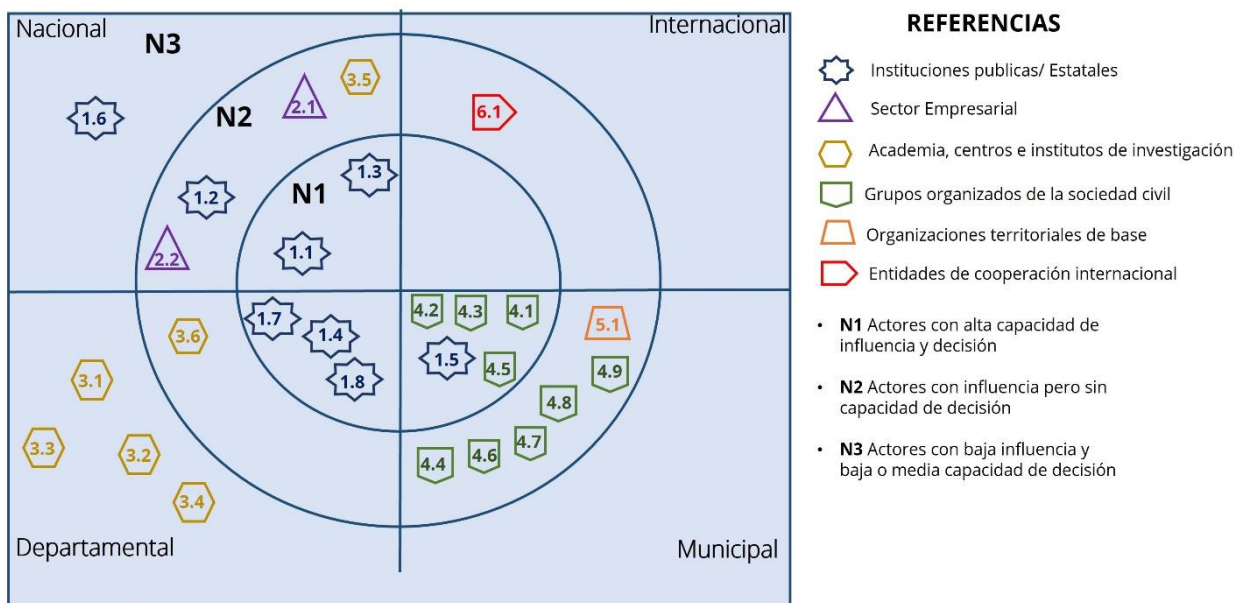 Nacional
N3
Internacional
3.5
2.1
1.6
N2
6.1
1.3
1.2
N1
2.2
1.1
4.2
4.3
4.1
1.7
5.1
3.6
1.4
1.5
4.5
4.9
3.1
1.8
4.8
3.3
3.2
4.4
4.6
4.7
3.4
Departamental
Municipal
REFERENCIAS
Instituciones publicas/ Estatales
Sector Empresarial
Academia, centros e institutos de investigación
Grupos organizados de la sociedad civil
Organizaciones territoriales de base
Entidades de cooperación internacional
• N1 Actores con alta capacidad de
influencia y decisión
• N2 Actores con influencia pero sin
capacidad de decisión
• N3 Actores con baja influencia y
baja o media capacidad de decisión